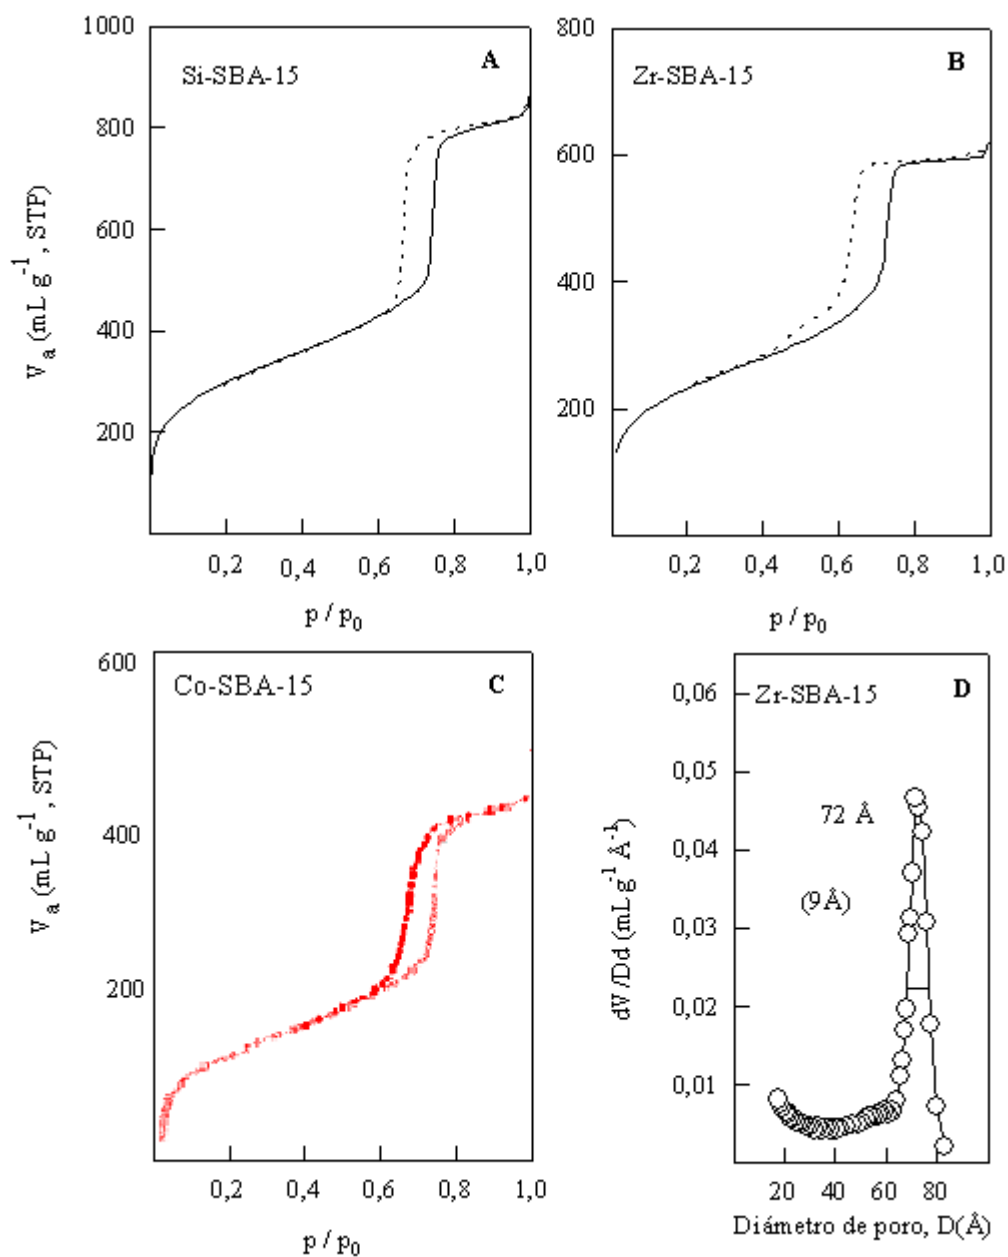 A
Si-SBA-15
1000
800
600
400
200
V_a (mL g^-1, STP)
0,2 0,4 0,6 0,8 1,0
p / p_0
B
Zr-SBA-15
800
600
400
200
0,2 0,4 0,6 0,8 1,0
p / p_0
C
Co-SBA-15
600
400
200
V_a (mL g^-1, STP)
0,2 0,4 0,6 0,8 1,0
p / p_0
D
Zr-SBA-15
0,06
0,05
0,04
0,03
0,02
0,01
72 Å
(9Å)
dV/Dd (mL g^-1 Å^-1)
20 40 60 80
Diámetro de poro, D(Å)